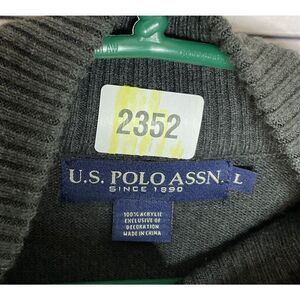 2352
U.S. POLO ASSN.
L
SINCE 1890
100% ACRYLIC
EXCLUSIVE OF
DECORATION
MADE IN CHINA